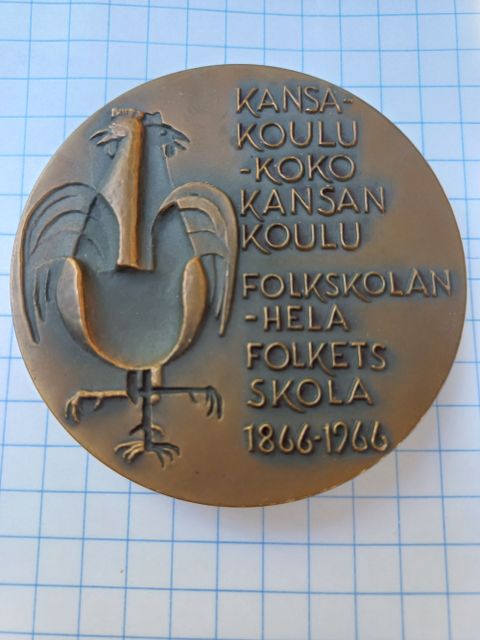 KANSA-
KOULU
-KOKO
KANSAN
KOULU
FOLKSKOLAN
-HELA
FOLKETS
SKOLA
1866-1966